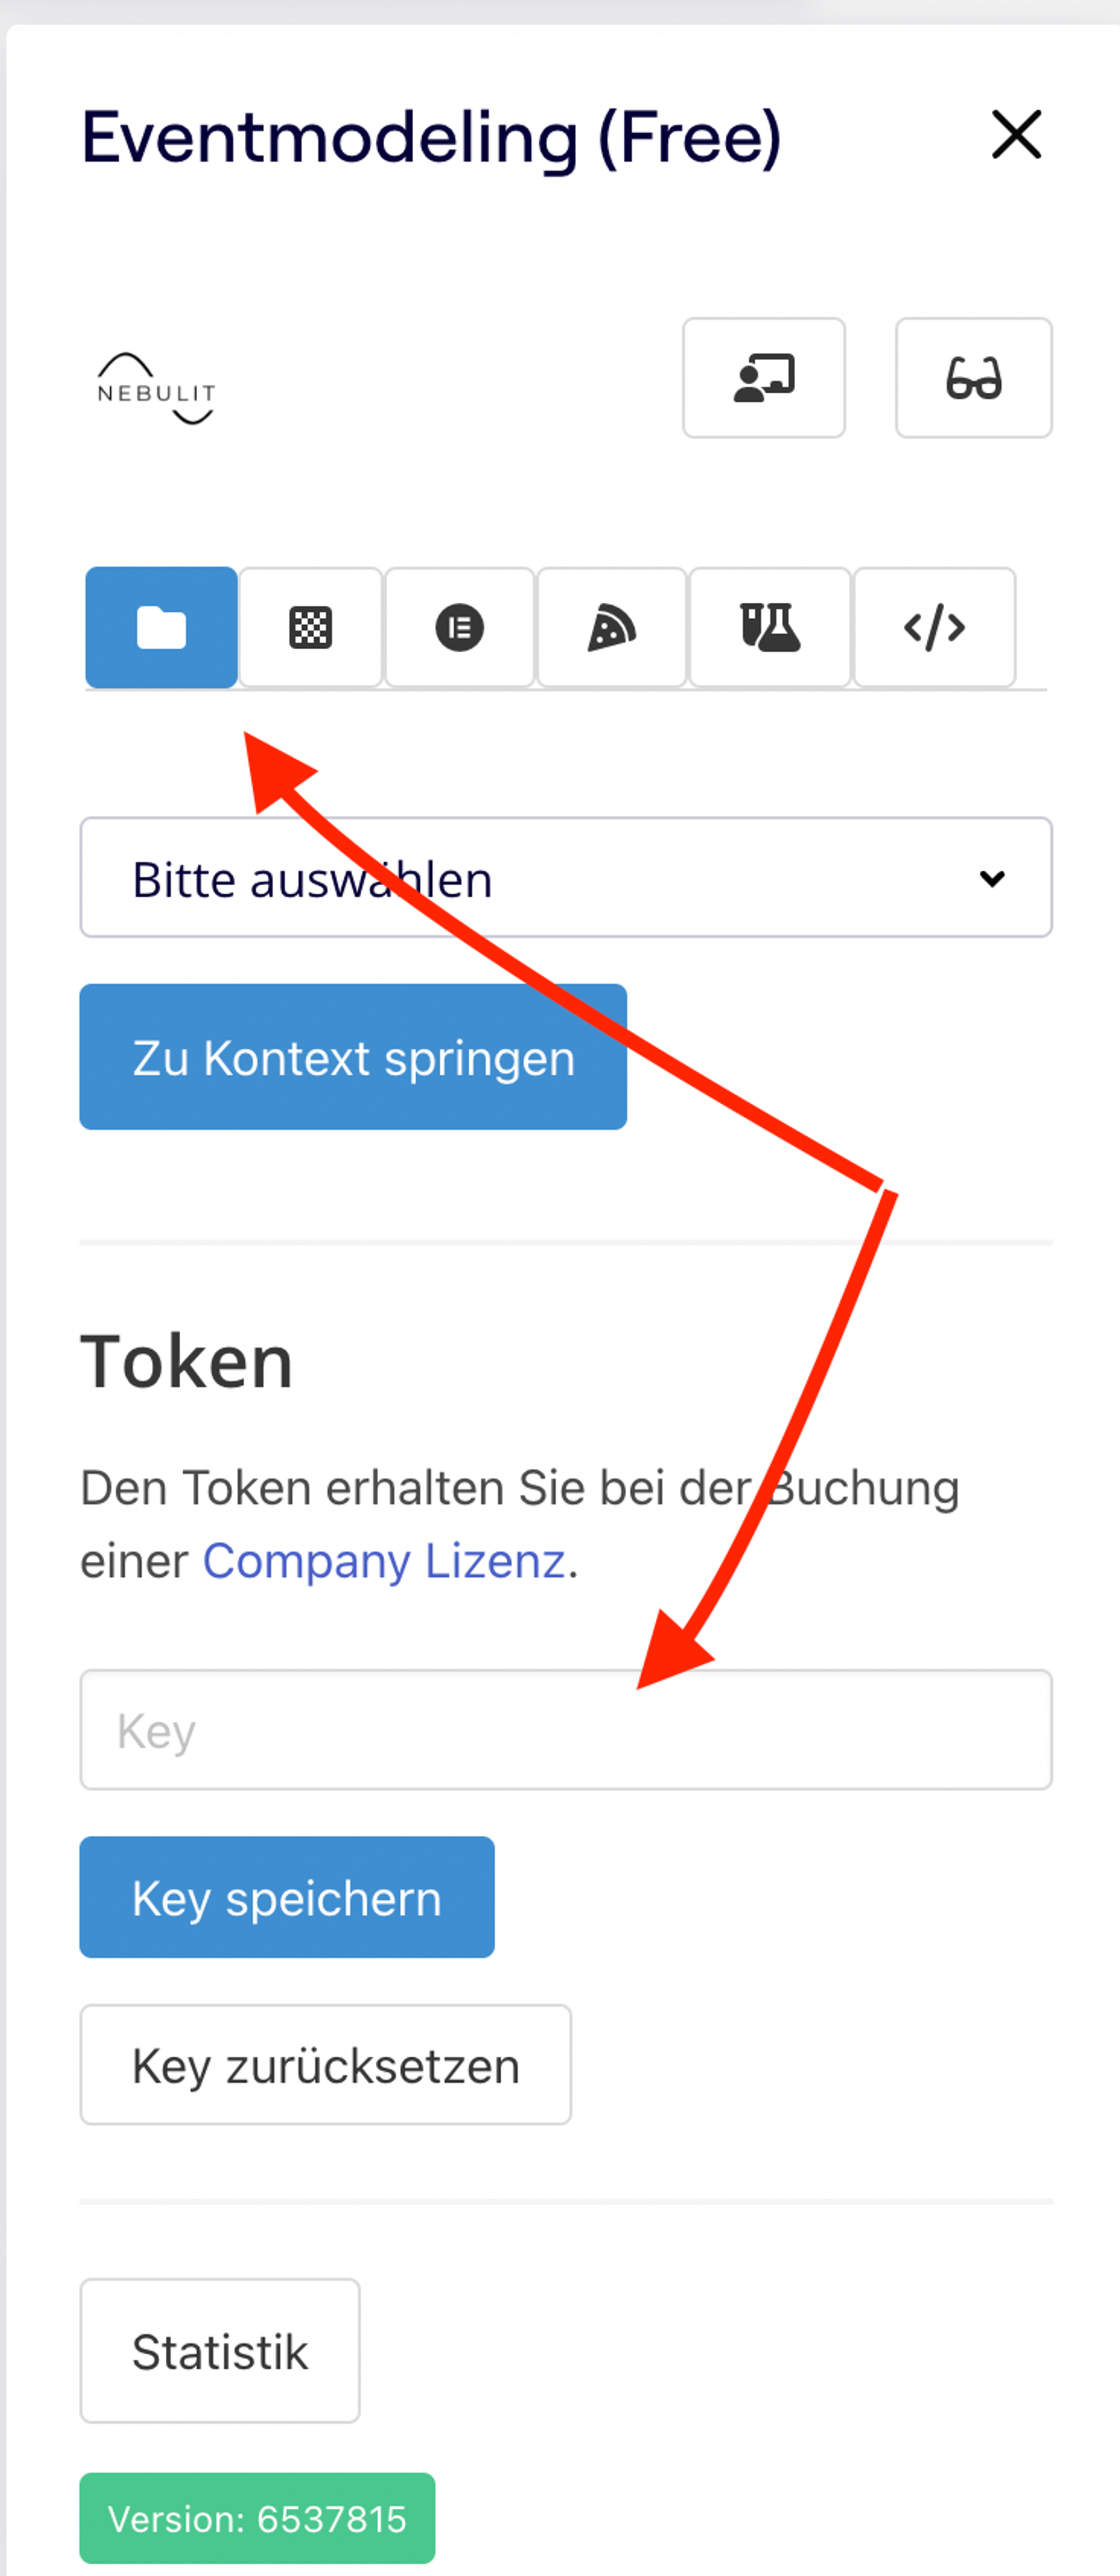 Eventmodeling (Free)
NEBULIT
Bitte auswählen
Zu Kontext springen
Token
Den Token erhalten Sie bei der Buchung
einer Company Lizenz.
Key
Key speichern
Key zurücksetzen
Statistik
Version: 6537815